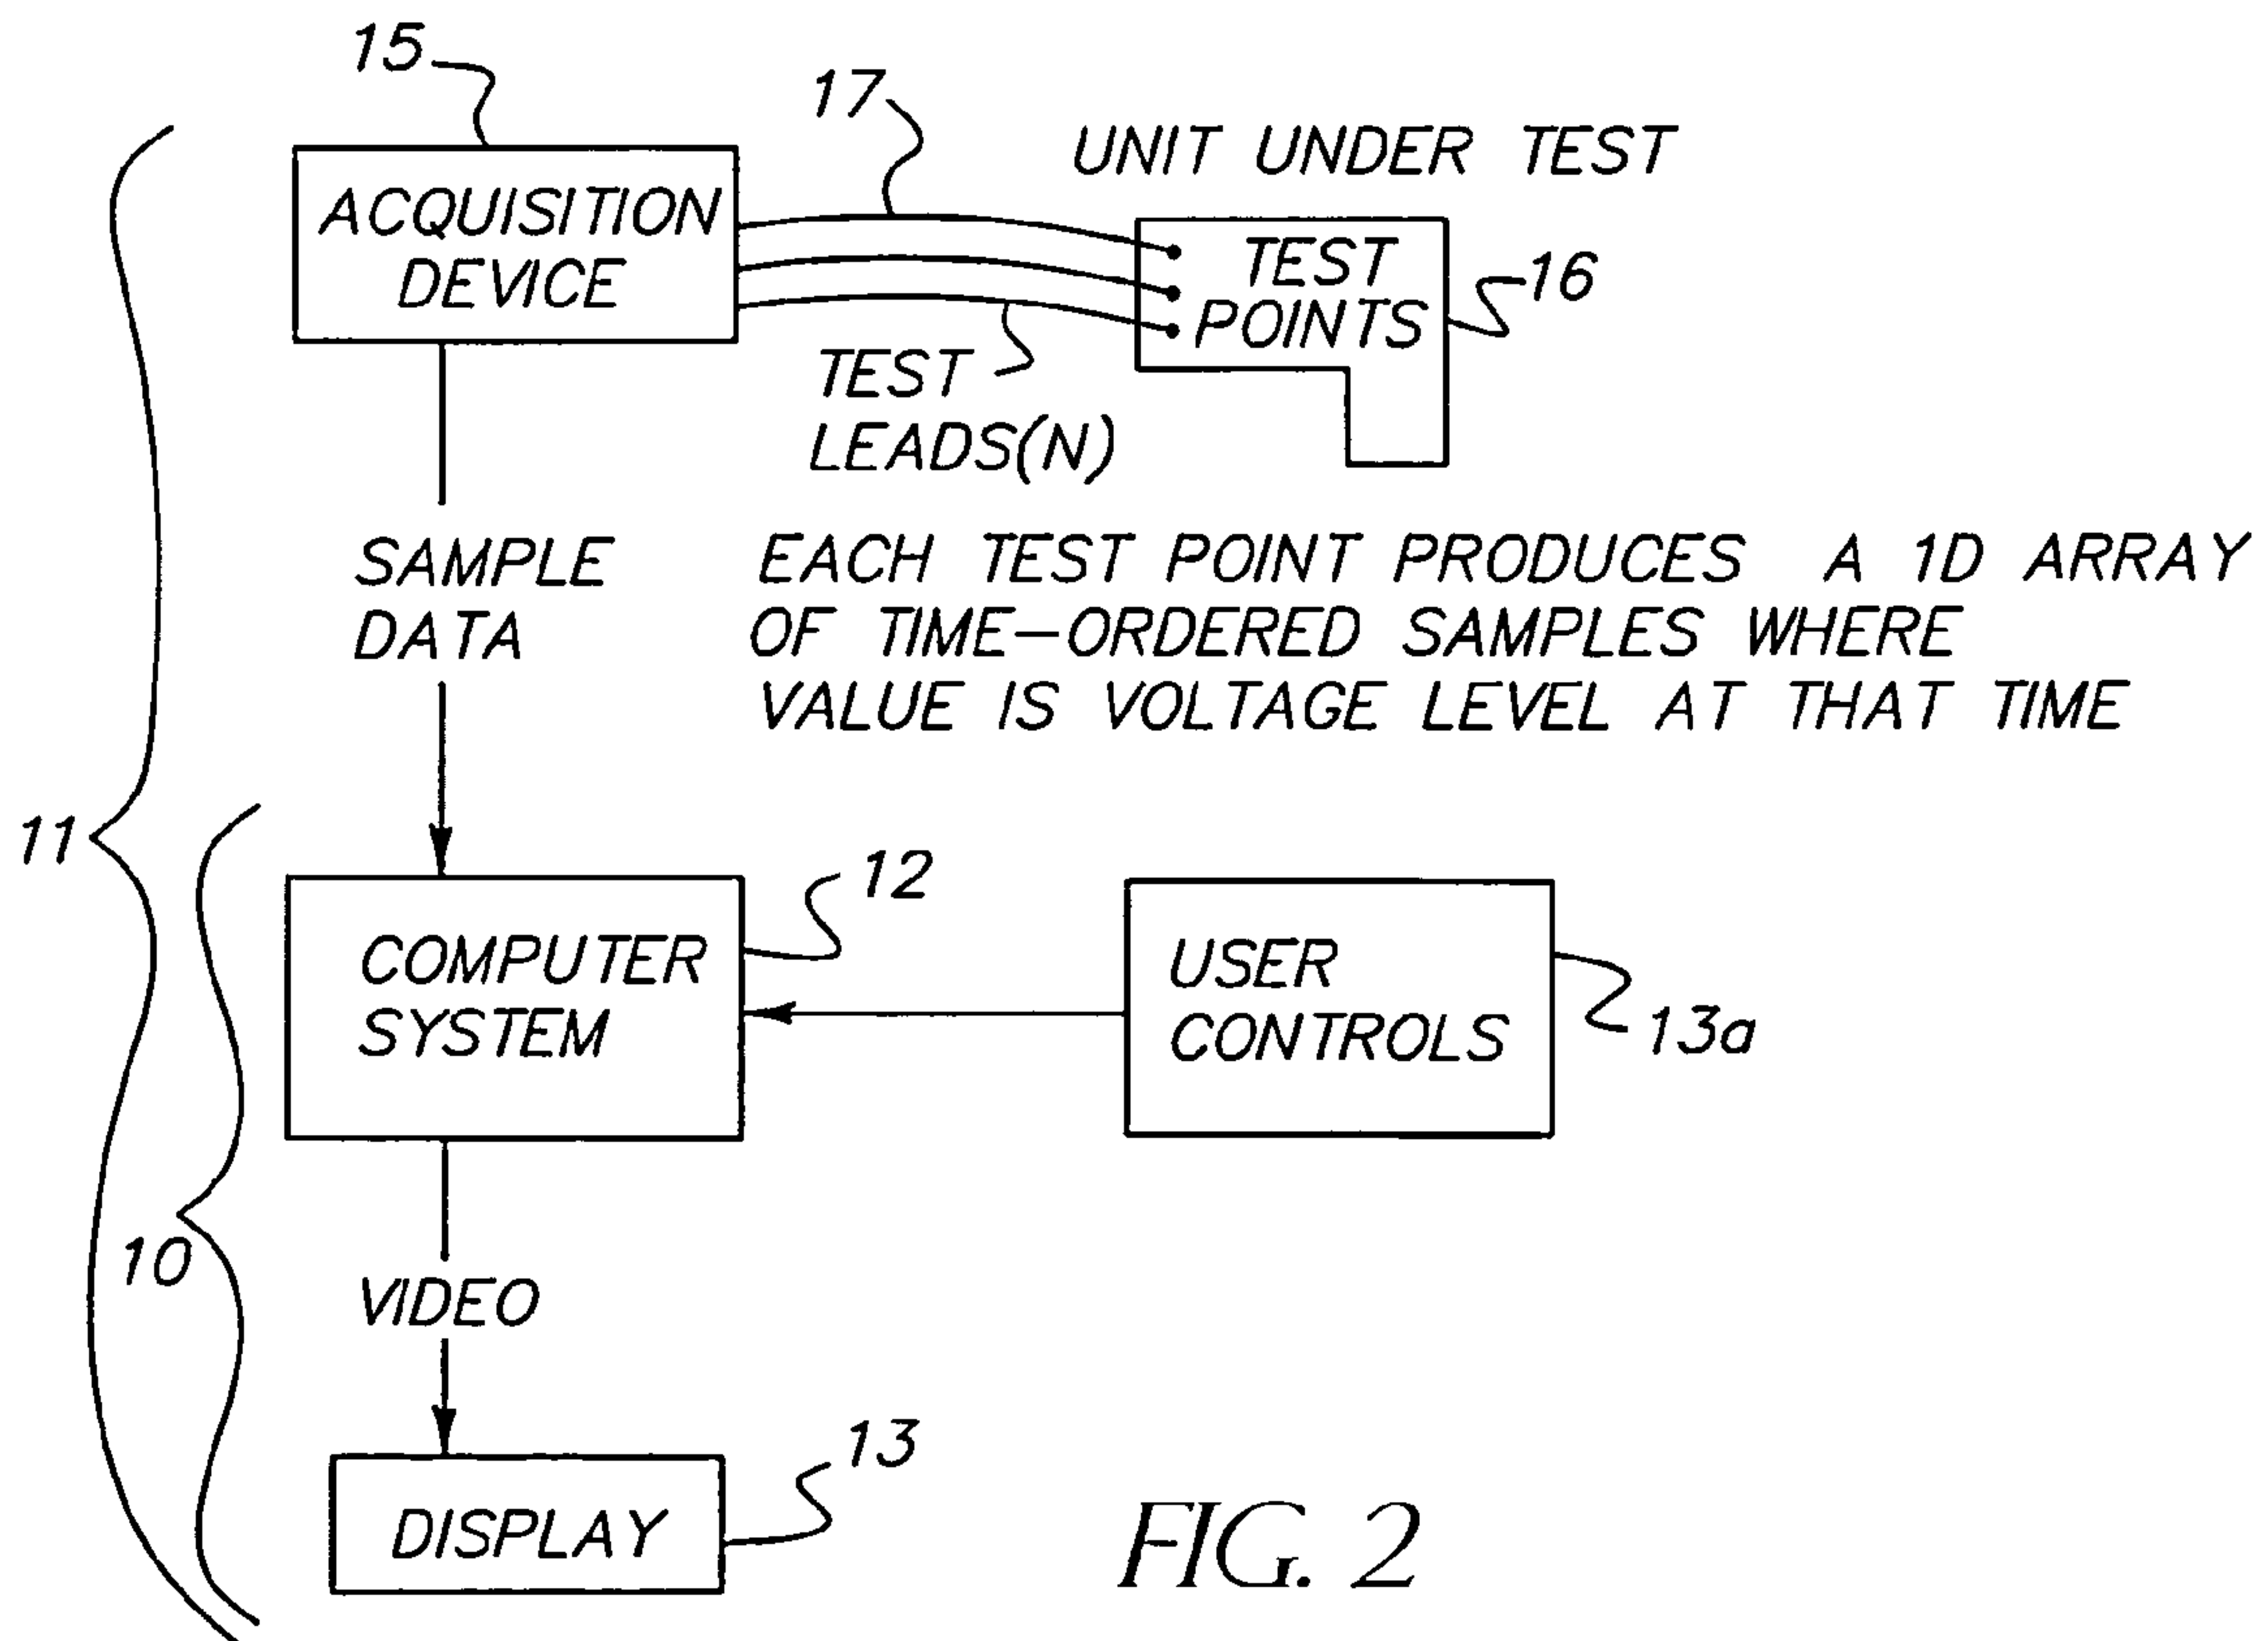 15
17
UNIT UNDER TEST
ACQUISITION
DEVICE
TEST
POINTS
16
TEST
LEADS(N)
SAMPLE
DATA
EACH TEST POINT PRODUCES A 1D ARRAY
OF TIME-ORDERED SAMPLES WHERE
VALUE IS VOLTAGE LEVEL AT THAT TIME
11
12
COMPUTER
SYSTEM
USER
CONTROLS
13a
10
VIDEO
13
DISPLAY
FIG. 2